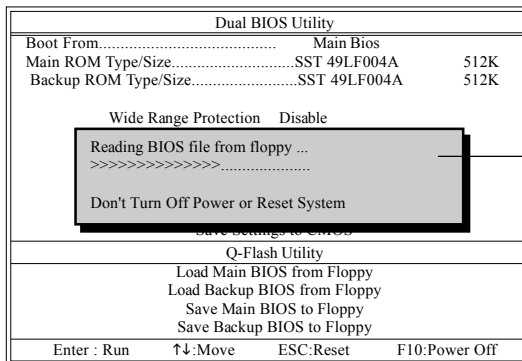 Dual BIOS Utility
Boot From........................................ Main Bios
Main ROM Type/Size...........................SST 49LF004A 512K
Backup ROM Type/Size........................SST 49LF004A 512K
Wide Range Protection Disable
Reading BIOS file from floppy ...
>>>>>>>>>>>>>>.....................
Don't Turn Off Power or Reset System
Save Settings to CMOS
Q-Flash Utility
Load Main BIOS from Floppy
Load Backup BIOS from Floppy
Save Main BIOS to Floppy
Save Backup BIOS to Floppy
Enter : Run ↑↓:Move ESC:Reset F10:Power Off